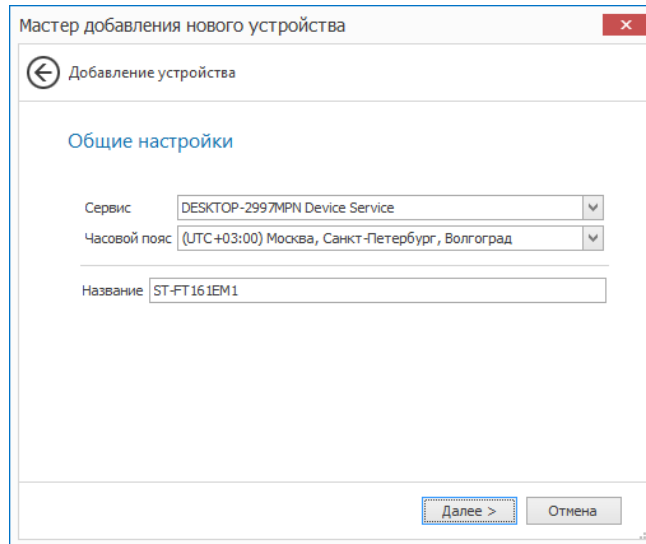 Мастер добавления нового устройства
Добавление устройства
Общие настройки
Сервис DESKTOP-2997MPN Device Service
Часовой пояс (UTC+03:00) Москва, Санкт-Петербург, Волгоград
Название ST-FT161EM1
Далее > Отмена